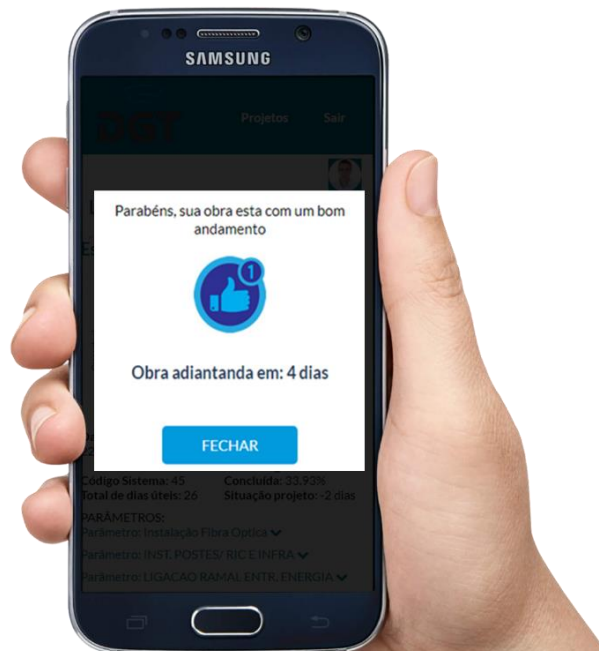 SAMSUNG
DGT
Projetos Sair
Parabéns, sua obra esta com um bom
andamento
1
Obra adiantanda em: 4 dias
FECHAR
Código Sistema: 45 Concluída: 33.93%
Total de dias úteis: 26 Situação projeto: -2 dias
PARÂMETROS:
Parâmetro: Instalação Fibra Optica
Parâmetro: INST. POSTES/ RIC E INFRA
Parâmetro: LIGACAO RAMAL ENTR. ENERGIA